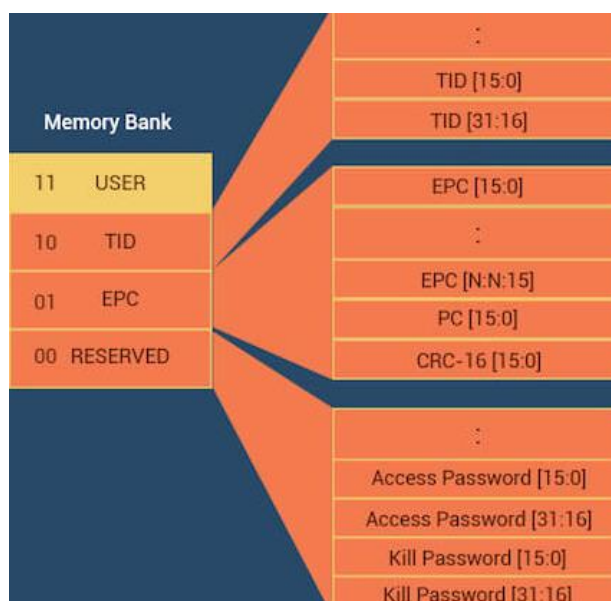 Memory Bank
11 USER
10 TID
01 EPC
00 RESERVED
:
TID [15:0]
TID [31:16]
EPC [15:0]
:
EPC [N:N:15]
PC [15:0]
CRC-16 [15:0]
:
Access Password [15:0]
Access Password [31:16]
Kill Password [15:0]
Kill Password [31:16]